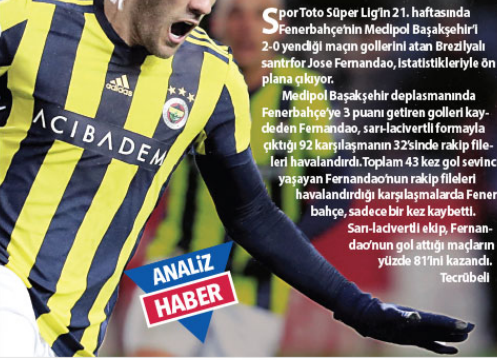 Spor Toto Süper Lig'in 21. haftasında
Fenerbahçe'nin Medipol Başakşehir'i
2-0 yendiği maçın gollerini atan Brezilyalı
santrfor Jose Fernandao, istatistikleriyle ön
plana çıkıyor.
Medipol Başakşehir deplasmanında
Fenerbahçe'ye 3 puanı getiren golleri kay-
deden Fernandao, sarı-lacivertli formayla
çıktığı 92 karşılaşmanın 32'sinde rakip file-
leri havalandırdı. Toplam 43 kez gol sevinc
yaşayan Fernandao'nun rakip fileleri
havalandırdığı karşılaşmalarda Fener
bahçe, sadece bir kez kaybetti.
Sarı-lacivertli ekip, Fernan-
dao'nun gol attığı maçların
yüzde 81'ini kazandı.
Tecrübeli
adidas
ACIBADEM
ANALİZ
HABER